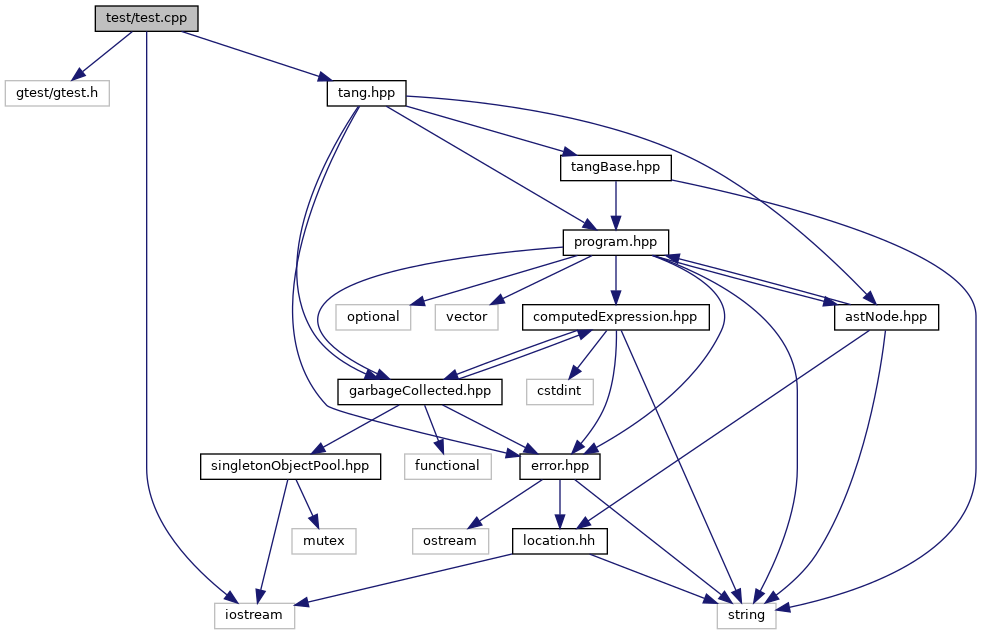 test/test.cpp
gtest/gtest.h
tang.hpp
tangBase.hpp
program.hpp
optional
vector
computedExpression.hpp
astNode.hpp
garbageCollected.hpp
cstdint
singletonObjectPool.hpp
functional
error.hpp
mutex
ostream
location.hh
iostream
string